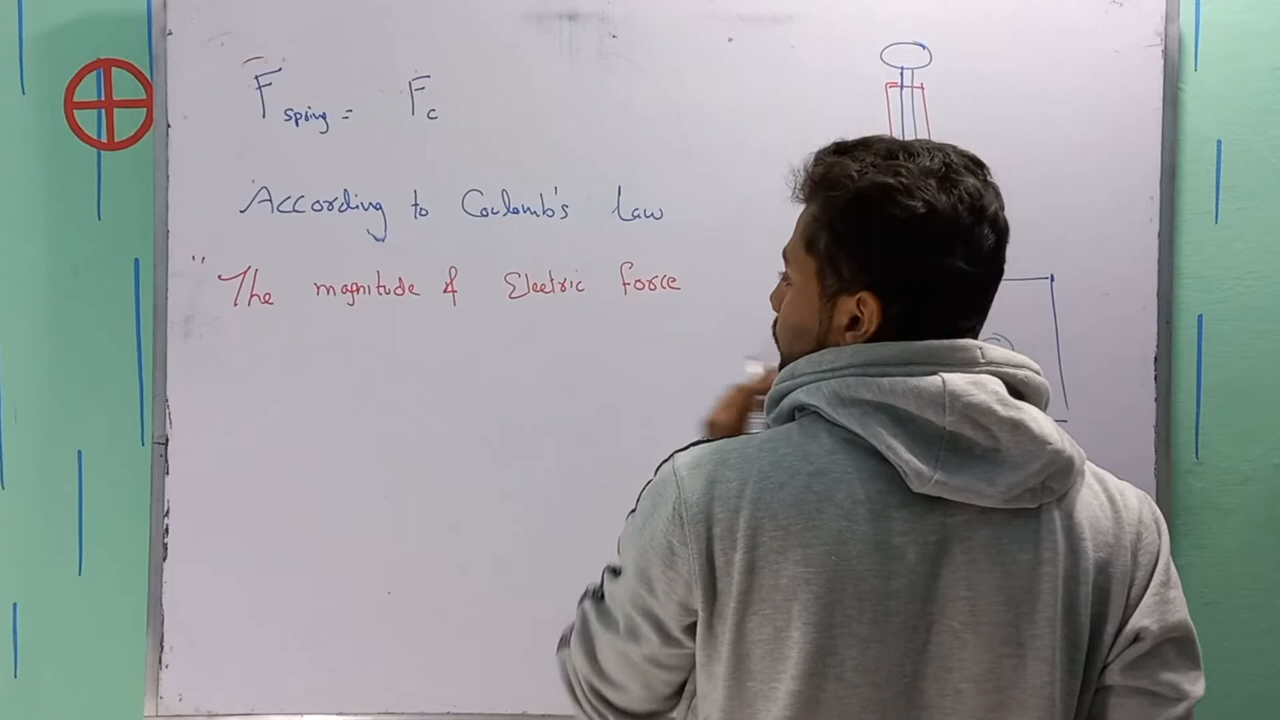 F spring = Fc
According to Coulomb's Law
"The magnitude of Electric force